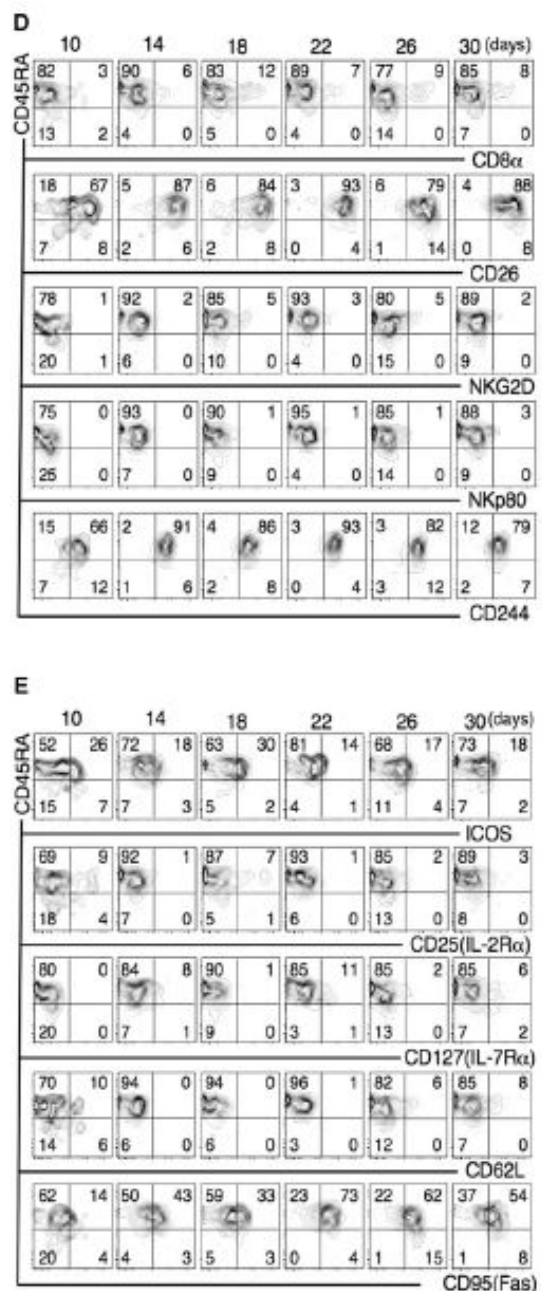 D
10 14 18 22 26 30 (days)
CD45RA
82 3 90 6 83 12 89 7 77 9 85 8
13 2 4 0 5 0 4 0 14 0 7 0
CD8α
18 67 5 87 6 84 3 93 6 79 4 88
7 8 2 6 2 8 0 4 1 14 0 8
CD26
78 1 92 2 85 5 93 3 80 5 89 2
20 1 6 0 10 0 4 0 15 0 9 0
NKG2D
75 0 93 0 90 1 95 1 85 1 88 3
25 0 7 0 9 0 4 0 14 0 9 0
NKp80
15 66 2 91 4 86 3 93 3 82 12 79
7 12 1 6 2 8 0 4 3 12 2 7
CD244
E
10 14 18 22 26 30 (days)
CD45RA
52 26 72 18 63 30 81 14 68 17 73 18
15 7 7 3 5 2 4 1 11 4 7 2
ICOS
69 9 92 1 87 7 93 1 85 2 89 3
18 4 7 0 5 1 6 0 13 0 8 0
CD25(IL-2Rα)
80 0 84 8 90 1 85 11 85 2 85 6
20 0 7 1 9 0 3 1 13 0 7 2
CD127(IL-7Rα)
70 10 94 0 94 0 96 1 82 6 85 8
14 6 6 0 6 0 3 0 12 0 7 0
CD62L
62 14 50 43 59 33 23 73 22 62 37 54
20 4 4 3 5 3 0 4 1 15 1 8
CD95(Fas)